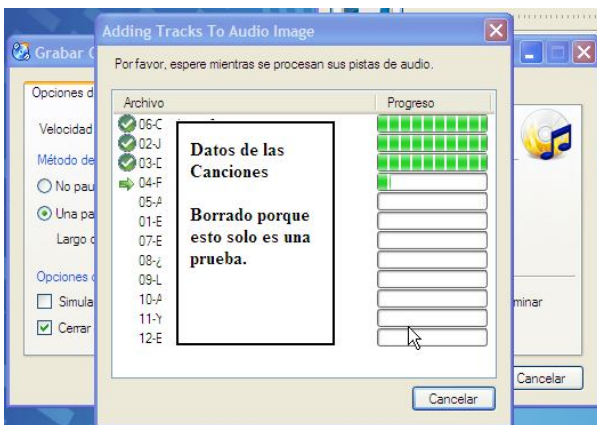 Adding Tracks To Audio Image
Grabar
Por favor, espere mientras se procesan sus pistas de audio.
Opciones d
Archivo Progreso
Velocidad
06-C
02-J
Datos de las
Método de
03-D
Canciones
No pau
04-F
05-A
Una pa
01-E
Borrado porque
Largo
07-E
esto solo es una
08-¿
prueba.
Opciones
09-L
Simula
10-A
minar
11-Y
Cerrar
12-E
Cancelar
Cancelar